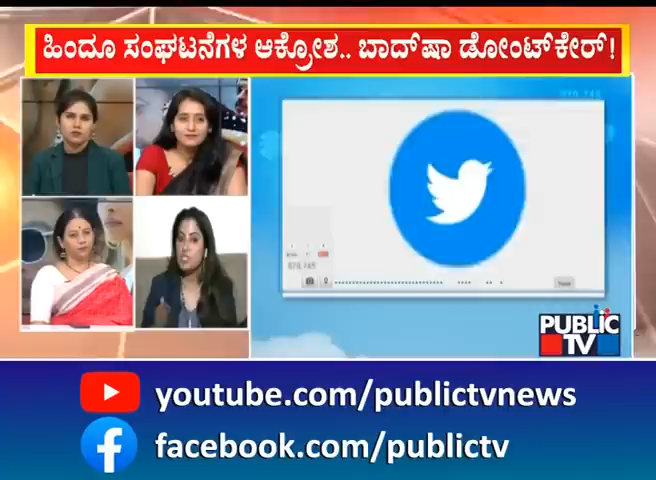 ಹಿಂದೂ ಸಂಘಟನೆಗಳ ಆಕ್ರೋಶ.. ಬಾದ್‌ಷಾ ಡೋಂಟ್‌ಕೇರ್!
PUBLIC
TV
youtube.com/publictvnews
facebook.com/publictv